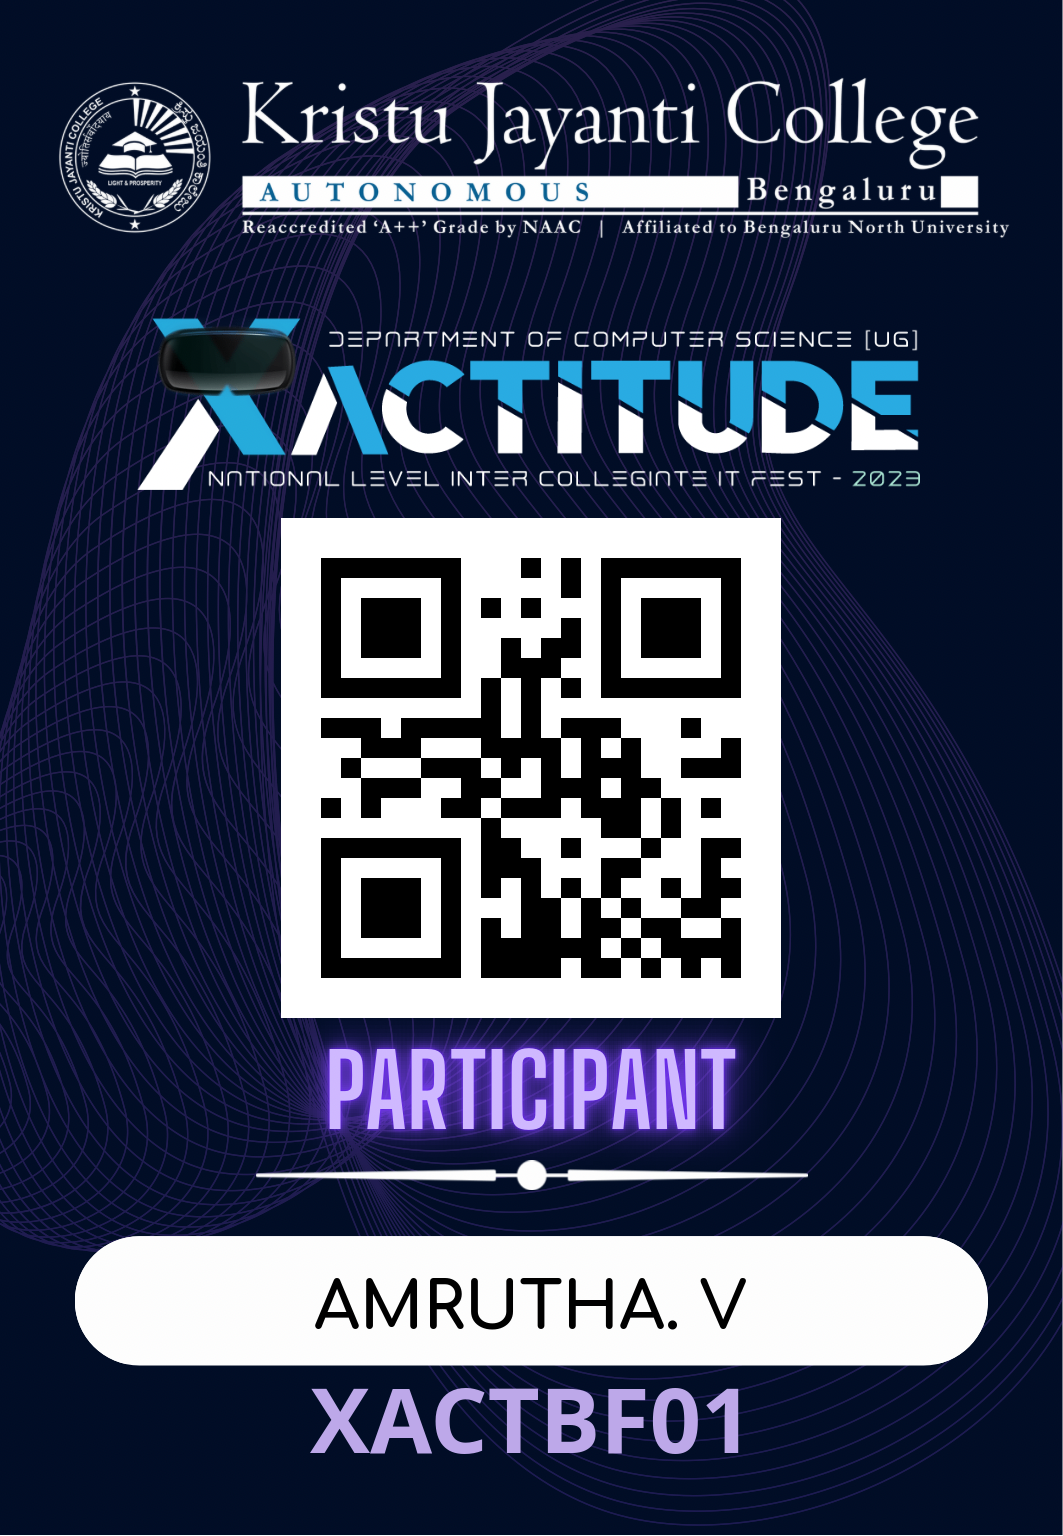 KRISTU JAYANTI COLLEGE
LIGHT & PROSPERITY
Kristu Jayanti College
AUTONOMOUS Bengaluru
Reaccredited ‘A++’ Grade by NAAC | Affiliated to Bengaluru North University
DEPARTMENT OF COMPUTER SCIENCE [UG]
XACTITUDE
NATIONAL LEVEL INTER COLLEGIATE IT FEST - 2023
PARTICIPANT
AMRUTHA. V
XACTBF01